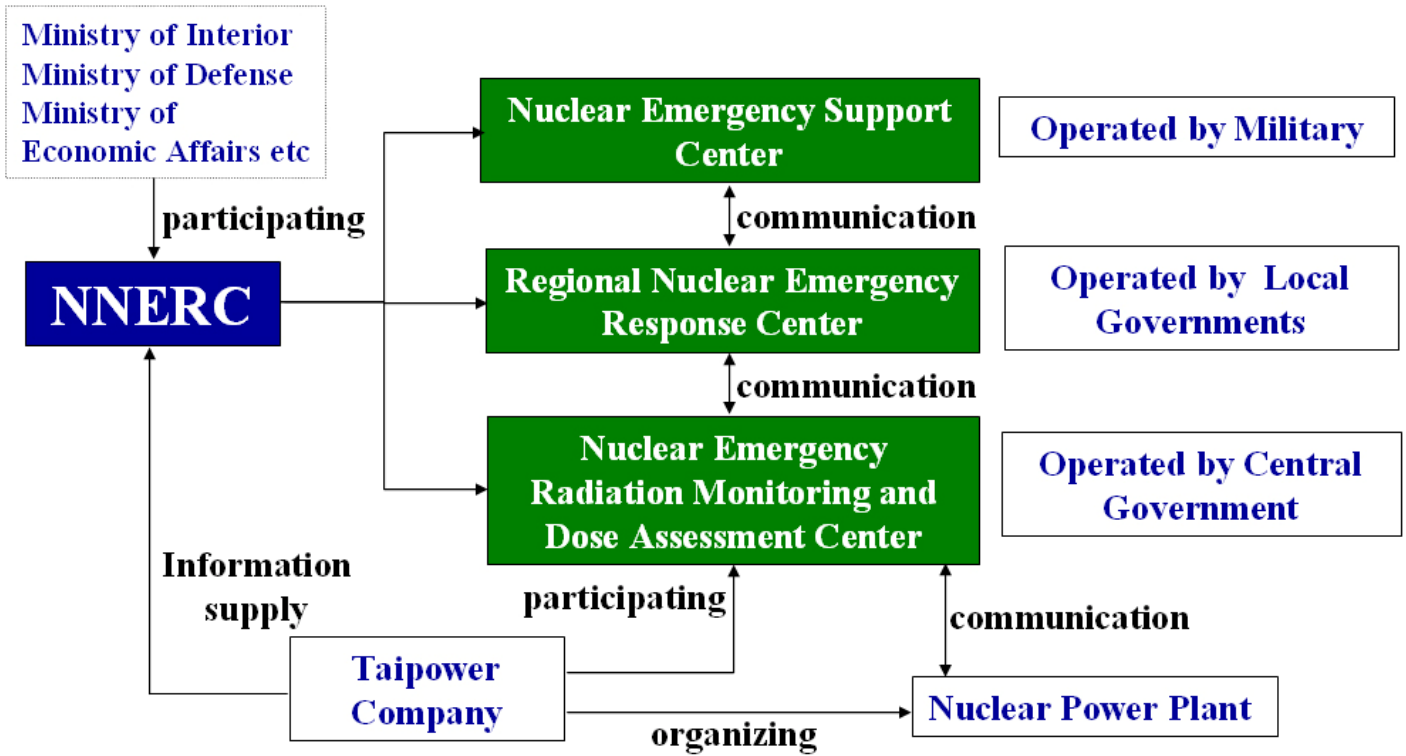 Ministry of Interior
Ministry of Defense
Ministry of
Economic Affairs etc
participating
NNERC
Nuclear Emergency Support
Center
Operated by Military
communication
Regional Nuclear Emergency
Response Center
Operated by Local
Governments
communication
Nuclear Emergency
Radiation Monitoring and
Dose Assessment Center
Operated by Central
Government
Information
supply
participating
communication
Taipower
Company
organizing
Nuclear Power Plant